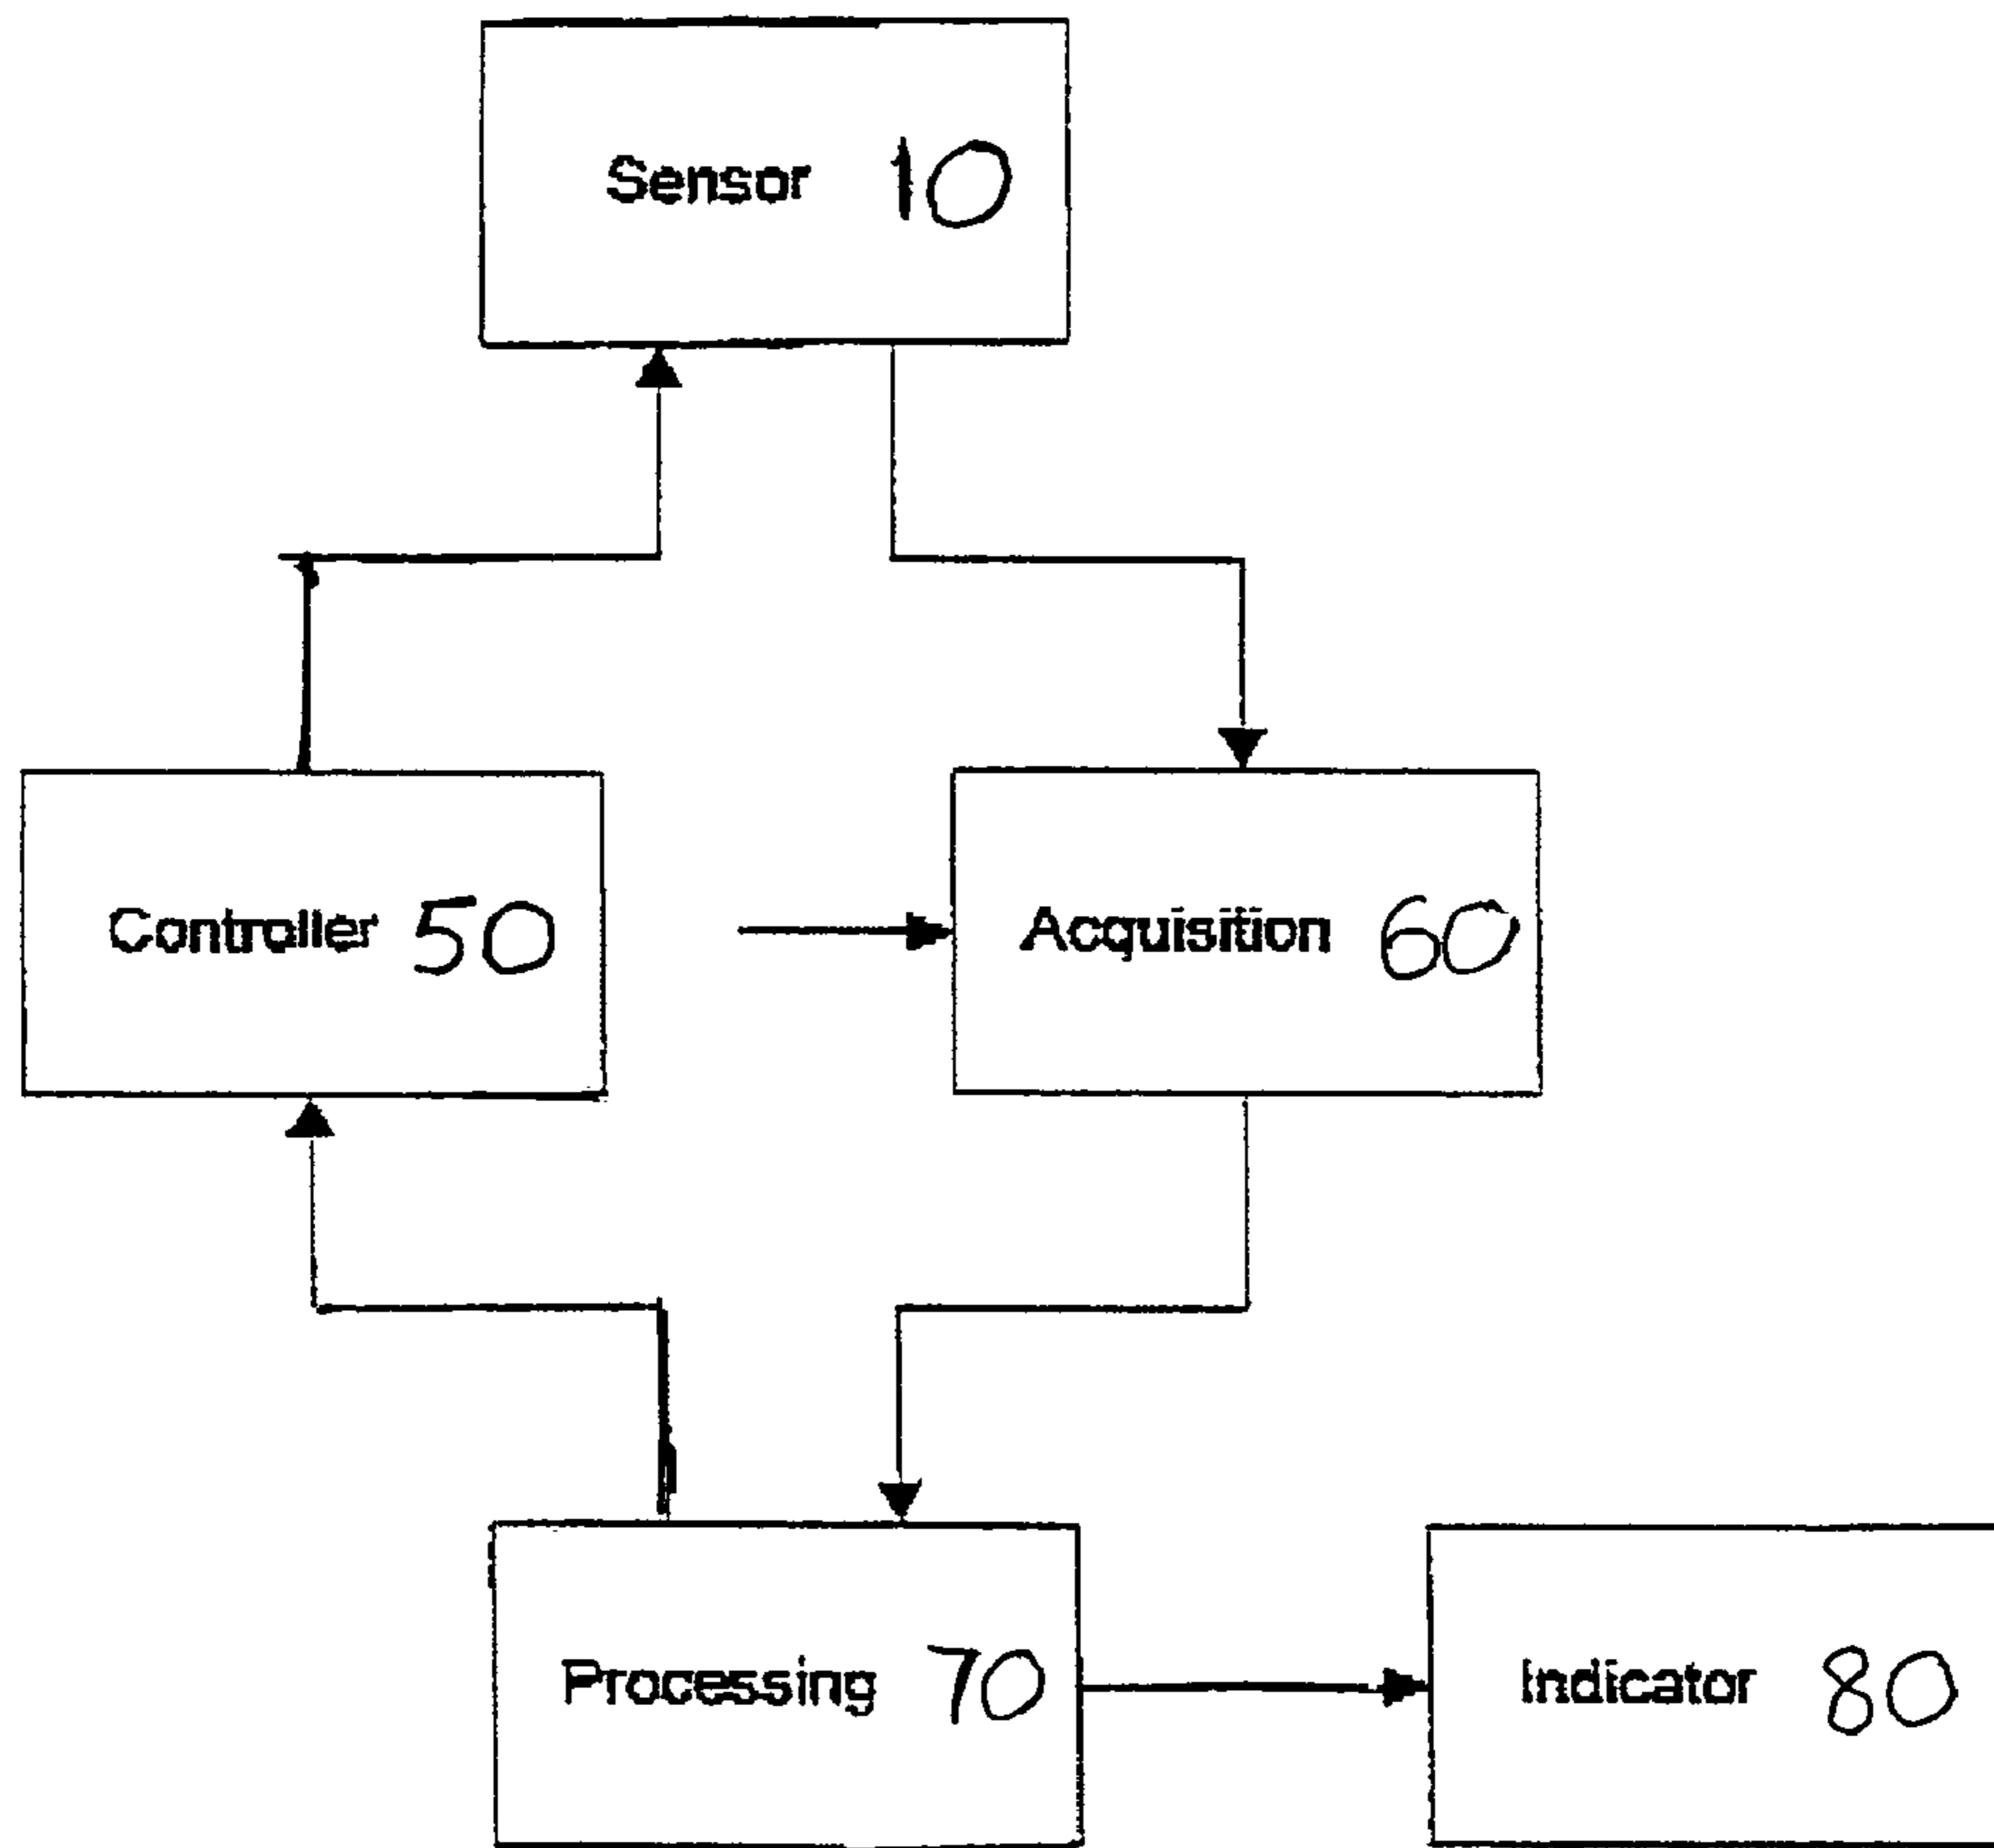 Sensor 10
Controller 50
Acquisition 60
Processing 70
Indicator 80